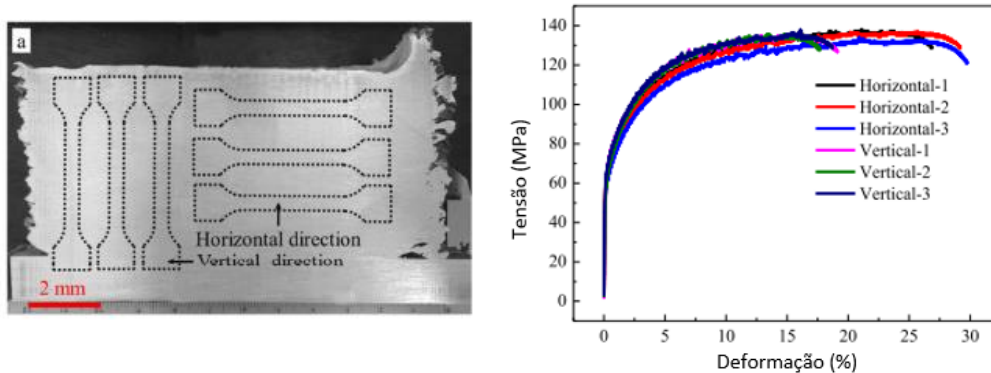 a
Horizontal direction
Vertical direction
2 mm
Tensão (MPa)
140
120
100
80
60
40
20
0
Horizontal-1
Horizontal-2
Horizontal-3
Vertical-1
Vertical-2
Vertical-3
0 5 10 15 20 25 30
Deformação (%)